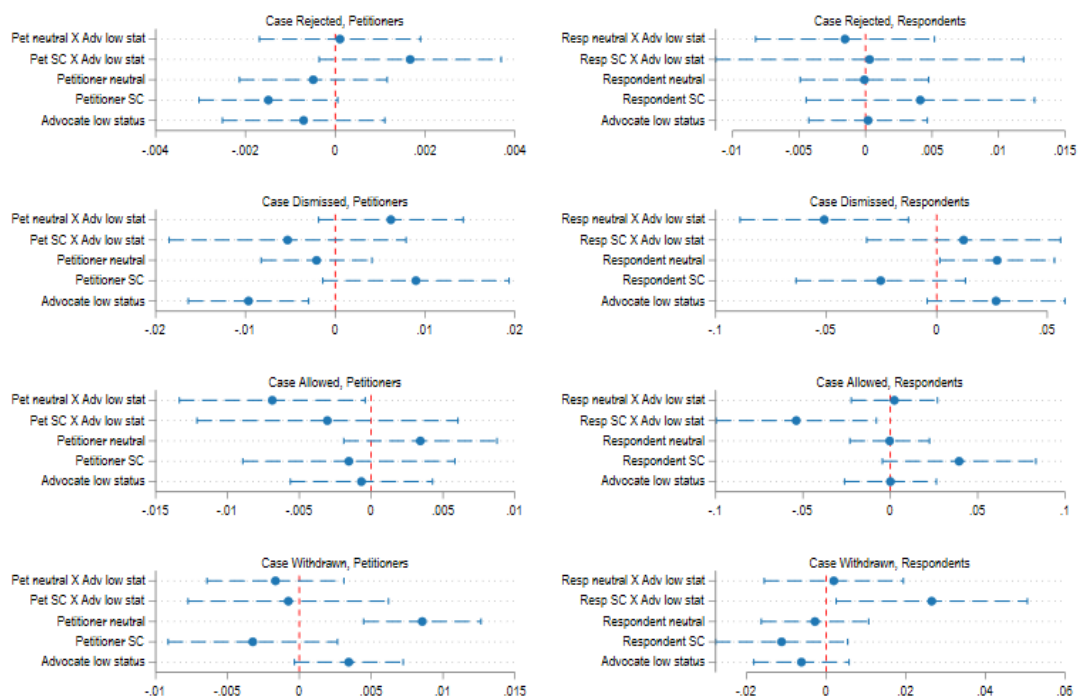 Case Rejected, Petitioners
Pet neutral X Adv low stat
Pet SC X Adv low stat
Petitioner neutral
Petitioner SC
Advocate low status
-.004 -.002 0 .002 .004
Case Rejected, Respondents
Resp neutral X Adv low stat
Resp SC X Adv low stat
Respondent neutral
Respondent SC
Advocate low status
-.01 -.005 0 .005 .01 .015
Case Dismissed, Petitioners
Pet neutral X Adv low stat
Pet SC X Adv low stat
Petitioner neutral
Petitioner SC
Advocate low status
-.02 -.01 0 .01 .02
Case Dismissed, Respondents
Resp neutral X Adv low stat
Resp SC X Adv low stat
Respondent neutral
Respondent SC
Advocate low status
-.1 -.05 0 .05
Case Allowed, Petitioners
Pet neutral X Adv low stat
Pet SC X Adv low stat
Petitioner neutral
Petitioner SC
Advocate low status
-.015 -.01 -.005 0 .005 .01
Case Allowed, Respondents
Resp neutral X Adv low stat
Resp SC X Adv low stat
Respondent neutral
Respondent SC
Advocate low status
-.1 -.05 0 .05 .1
Case Withdrawn, Petitioners
Pet neutral X Adv low stat
Pet SC X Adv low stat
Petitioner neutral
Petitioner SC
Advocate low status
-.01 -.005 0 .005 .01 .015
Case Withdrawn, Respondents
Resp neutral X Adv low stat
Resp SC X Adv low stat
Respondent neutral
Respondent SC
Advocate low status
-.02 0 .02 .04 .06